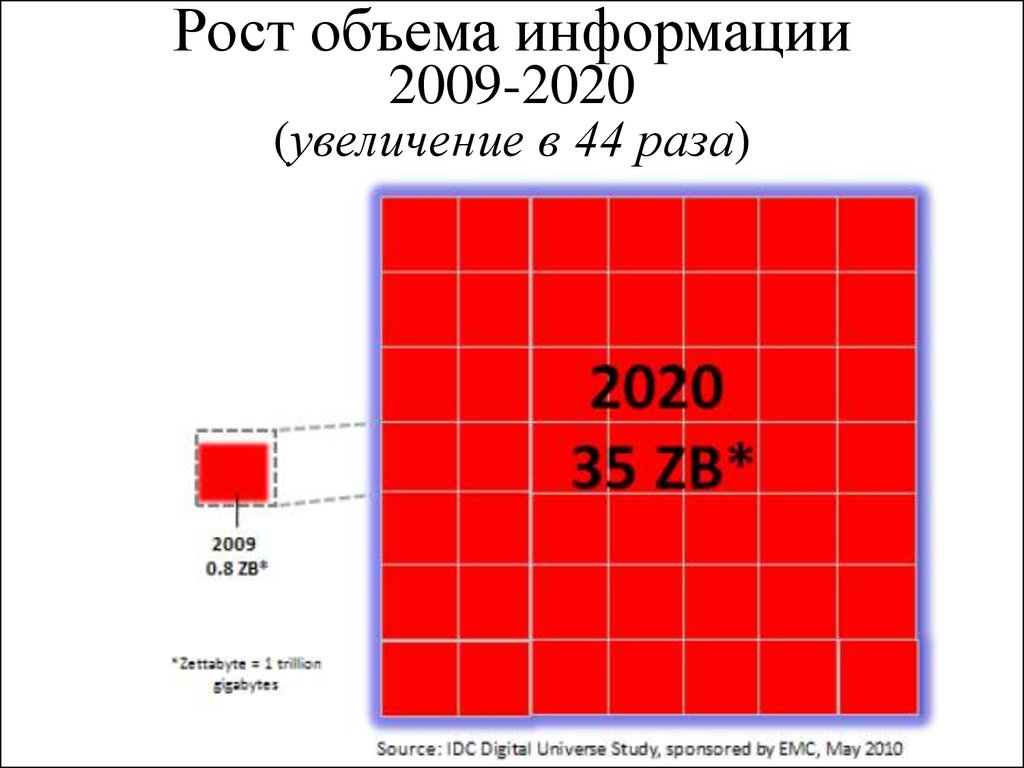 Рост объема информации
2009-2020
(увеличение в 44 раза)
2020
35 ZB*
2009
0.8 ZB*
*Zettabyte = 1 trillion
gigabytes
Source: IDC Digital Universe Study, sponsored by EMC, May 2010